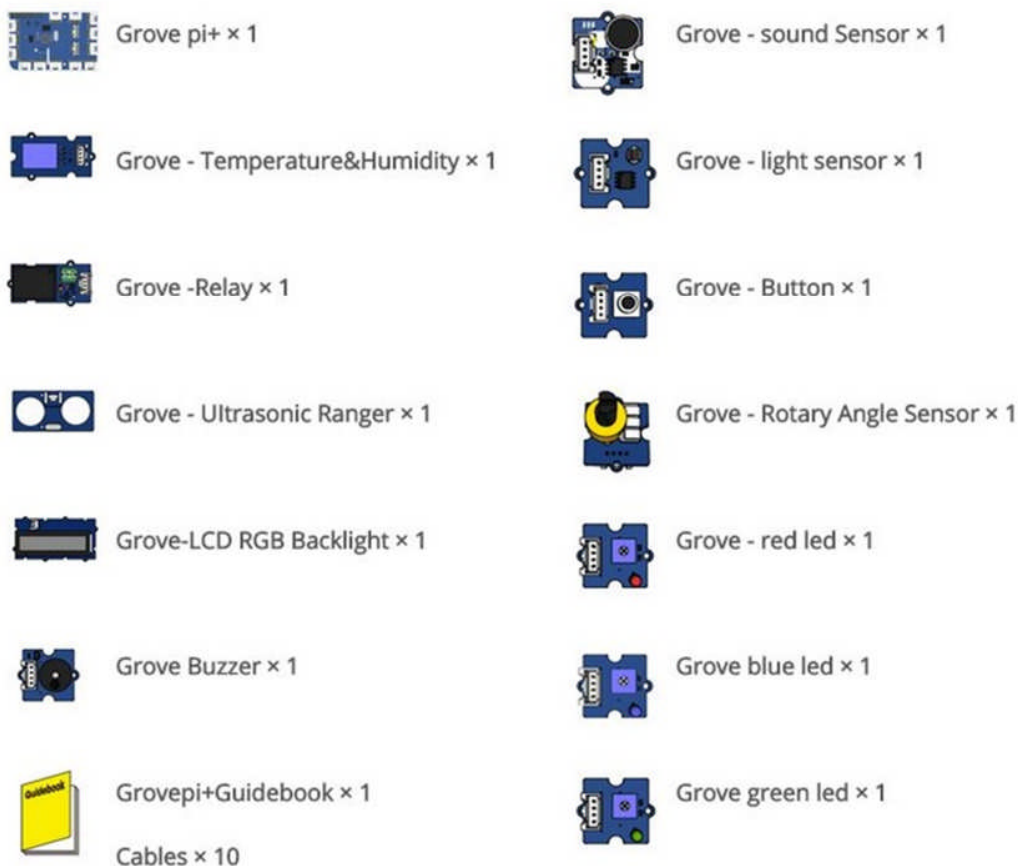 Grove pi+ × 1
Grove - Temperature&Humidity × 1
Grove -Relay × 1
Grove - Ultrasonic Ranger × 1
Grove-LCD RGB Backlight × 1
Grove Buzzer × 1
Guidebook
Grovepi+Guidebook × 1
Cables × 10
Grove - sound Sensor × 1
Grove - light sensor × 1
Grove - Button × 1
Grove - Rotary Angle Sensor × 1
Grove - red led × 1
Grove blue led × 1
Grove green led × 1